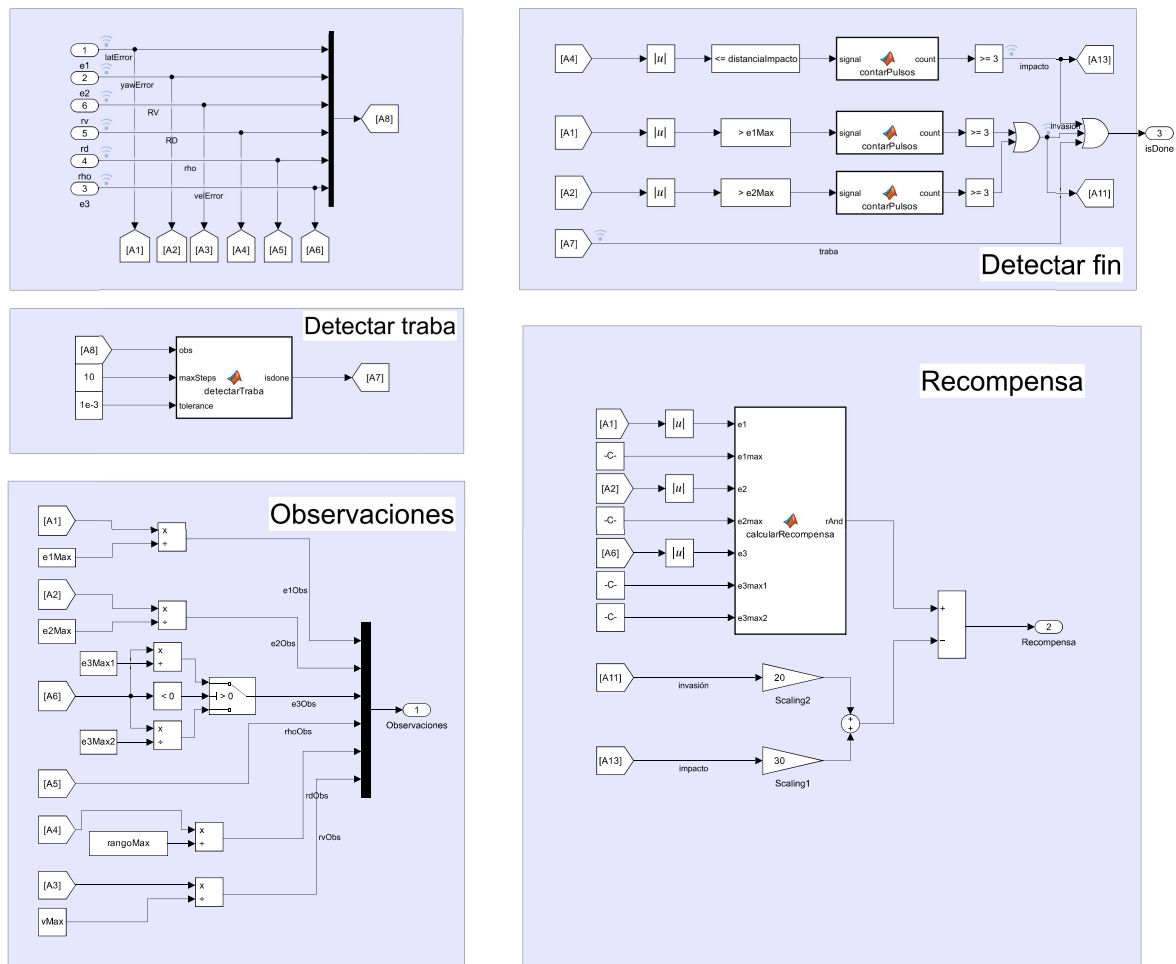 1
latError
e1
2
yawError
e2
6
RV
rv
5
RD
rd
4
rho
rho
3
velError
e3
[A8]
[A1]
[A2]
[A3]
[A4]
[A5]
[A6]
[A4]
|u|
<= distanciaImpacto
signal
count
contarPulsos
>= 3
impacto
[A13]
[A1]
|u|
> e1Max
signal
count
contarPulsos
>= 3
invasión
3
isDone
[A2]
|u|
> e2Max
signal
count
contarPulsos
>= 3
[A11]
[A7]
traba
Detectar fin
Detectar traba
[A8]
10
1e-3
obs
maxSteps
tolerance
isdone
detectarTraba
[A7]
Observaciones
[A1]
e1Max
x
÷
e1Obs
[A2]
e2Max
x
÷
e2Obs
e3Max1
x
÷
[A6]
< 0
> 0
e3Obs
e3Max2
x
÷
rhoObs
1
Observaciones
[A5]
rdObs
[A4]
rangoMax
x
÷
rvObs
[A3]
vMax
x
÷
Recompensa
[A1]
|u|
e1
-C-
e1max
[A2]
|u|
e2
-C-
e2max
rAnd
calcularRecompensa
[A6]
|u|
e3
-C-
e3max1
-C-
e3max2
+
−
2
Recompensa
[A11]
invasión
20
Scaling2
+
+
[A13]
impacto
30
Scaling1